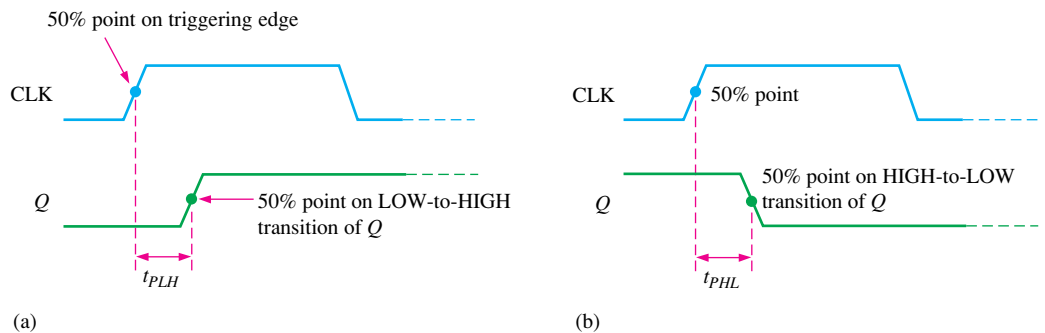 50% point on triggering edge
CLK
Q
50% point on LOW-to-HIGH
transition of Q
tPLH
(a)
CLK
50% point
Q
50% point on HIGH-to-LOW
transition of Q
tPHL
(b)